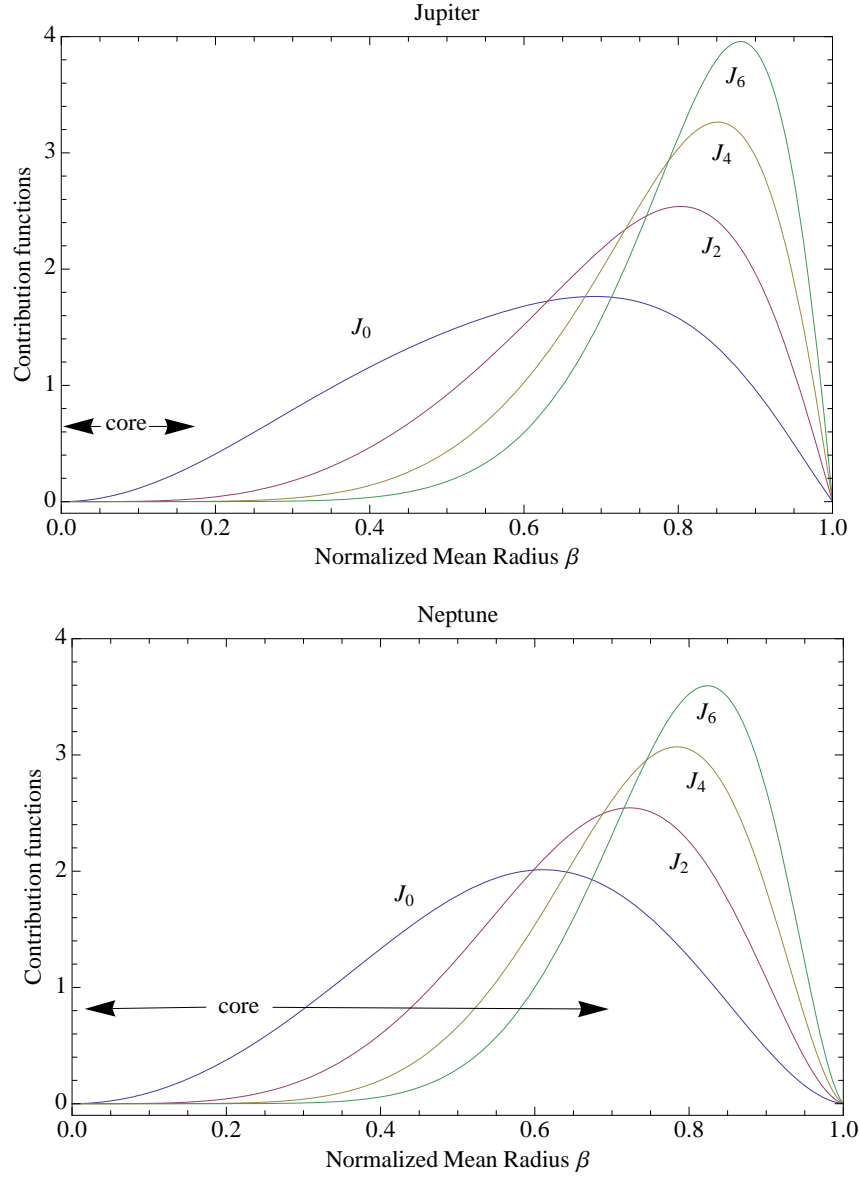 Jupiter
4
3
2
1
0
Contribution functions
J6
J4
J2
J0
core
0.0 0.2 0.4 0.6 0.8 1.0
Normalized Mean Radius β
Neptune
4
3
2
1
0
Contribution functions
J6
J4
J2
J0
core
0.0 0.2 0.4 0.6 0.8 1.0
Normalized Mean Radius β